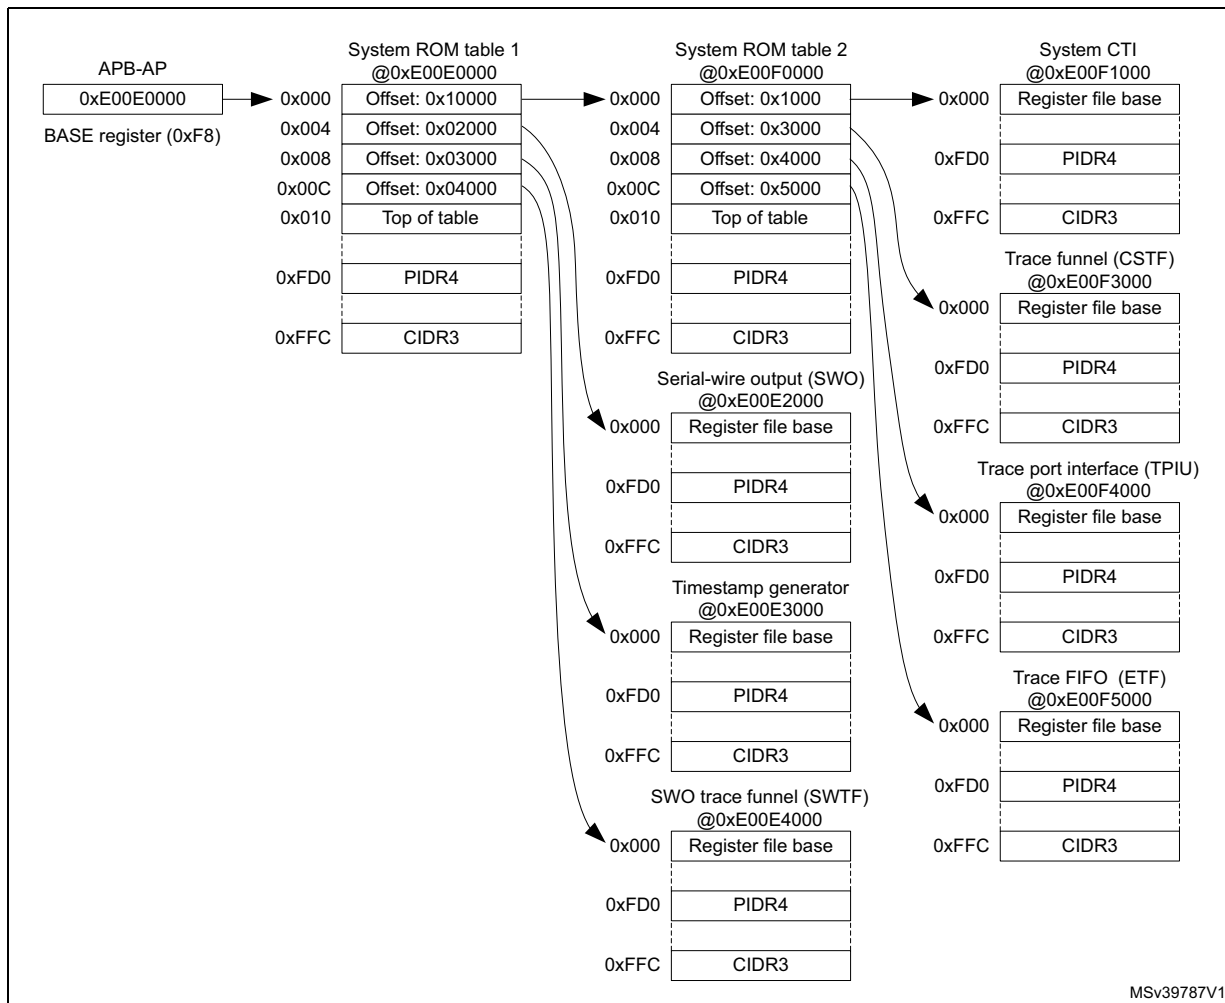 System ROM table 1
@0xE00E0000
System ROM table 2
@0xE00F0000
System CTI
@0xE00F1000
APB-AP
0xE00E0000
BASE register (0xF8)
0x000
Offset: 0x10000
0x004
Offset: 0x02000
0x008
Offset: 0x03000
0x00C
Offset: 0x04000
0x010
Top of table
0xFD0
PIDR4
0xFFC
CIDR3
0x000
Offset: 0x1000
0x004
Offset: 0x3000
0x008
Offset: 0x4000
0x00C
Offset: 0x5000
0x010
Top of table
0xFD0
PIDR4
0xFFC
CIDR3
0x000
Register file base
0xFD0
PIDR4
0xFFC
CIDR3
Trace funnel (CSTF)
@0xE00F3000
0x000
Register file base
0xFD0
PIDR4
0xFFC
CIDR3
Serial-wire output (SWO)
@0xE00E2000
0x000
Register file base
0xFD0
PIDR4
0xFFC
CIDR3
Trace port interface (TPIU)
@0xE00F4000
0x000
Register file base
0xFD0
PIDR4
0xFFC
CIDR3
Timestamp generator
@0xE00E3000
0x000
Register file base
0xFD0
PIDR4
0xFFC
CIDR3
Trace FIFO (ETF)
@0xE00F5000
0x000
Register file base
0xFD0
PIDR4
0xFFC
CIDR3
SWO trace funnel (SWTF)
@0xE00E4000
0x000
Register file base
0xFD0
PIDR4
0xFFC
CIDR3
MSv39787V1